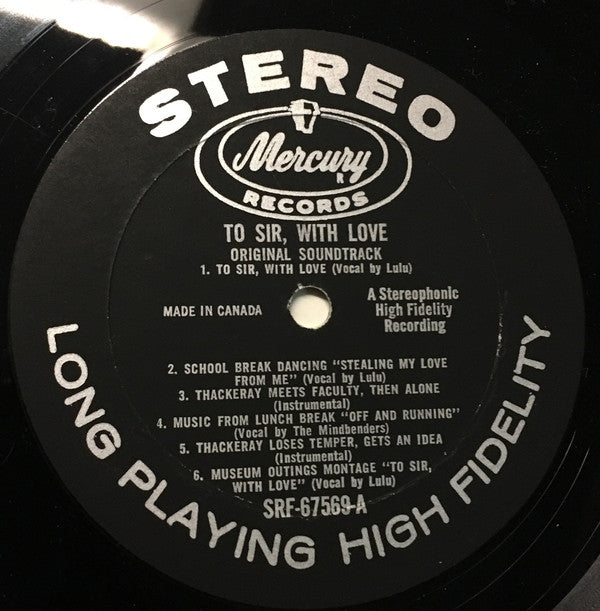 STEREO
Mercury
R
RECORDS
TO SIR, WITH LOVE
ORIGINAL SOUNDTRACK
1. TO SIR, WITH LOVE (Vocal by Lulu)
MADE IN CANADA
A Stereophonic
High Fidelity
Recording
2. SCHOOL BREAK DANCING "STEALING MY LOVE
FROM ME" (Vocal by Lulu)
3. THACKERAY MEETS FACULTY, THEN ALONE
(Instrumental)
4. MUSIC FROM LUNCH BREAK "OFF AND RUNNING"
(Vocal by The Mindbenders)
5. THACKERAY LOSES TEMPER, GETS AN IDEA
(Instrumental)
6. MUSEUM OUTINGS MONTAGE "TO SIR,
WITH LOVE" (Vocal by Lulu)
SRF-67569-A
LONG PLAYING HIGH FIDELITY